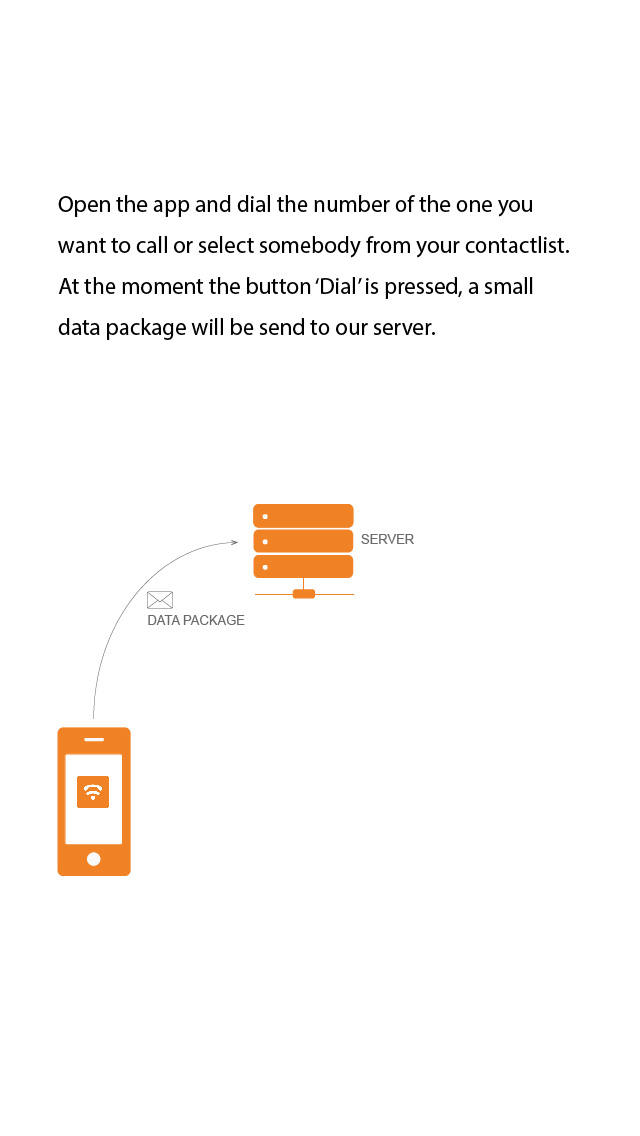 Open the app and dial the number of the one you
want to call or select somebody from your contactlist.
At the moment the button ‘Dial’ is pressed, a small
data package will be send to our server.
SERVER
DATA PACKAGE